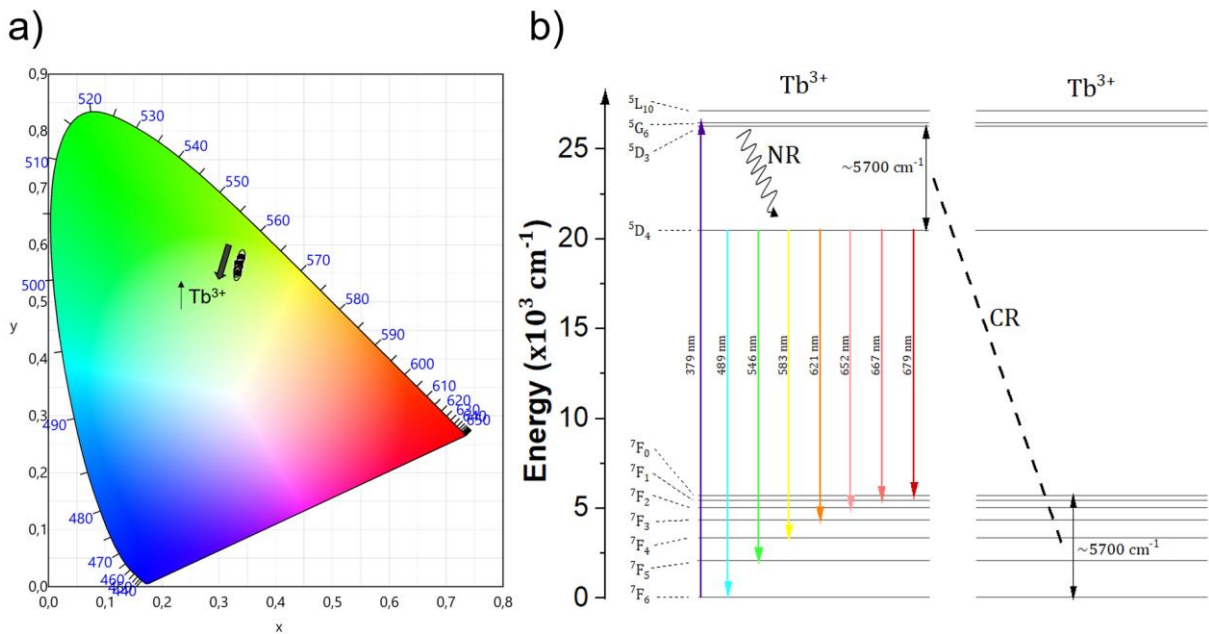 a)
0,9
0,8
0,7
0,6
0,5
0,4
0,3
0,2
0,1
0,0
y
0,0 0,1 0,2 0,3 0,4 0,5 0,6 0,7 0,8
x
520
530
540
550
560
570
580
590
600
610
620
630
640
650
510
500
490
480
470
460
440
↑ Tb³⁺
b)
Energy (x10³ cm⁻¹)
25
20
15
10
5
0
Tb³⁺
Tb³⁺
⁵L₁₀
⁵G₆
⁵D₃
⁵D₄
⁷F₀
⁷F₁
⁷F₂
⁷F₃
⁷F₄
⁷F₅
⁷F₆
NR
~5700 cm⁻¹
CR
379 nm
489 nm
546 nm
583 nm
621 nm
652 nm
667 nm
679 nm
~5700 cm⁻¹